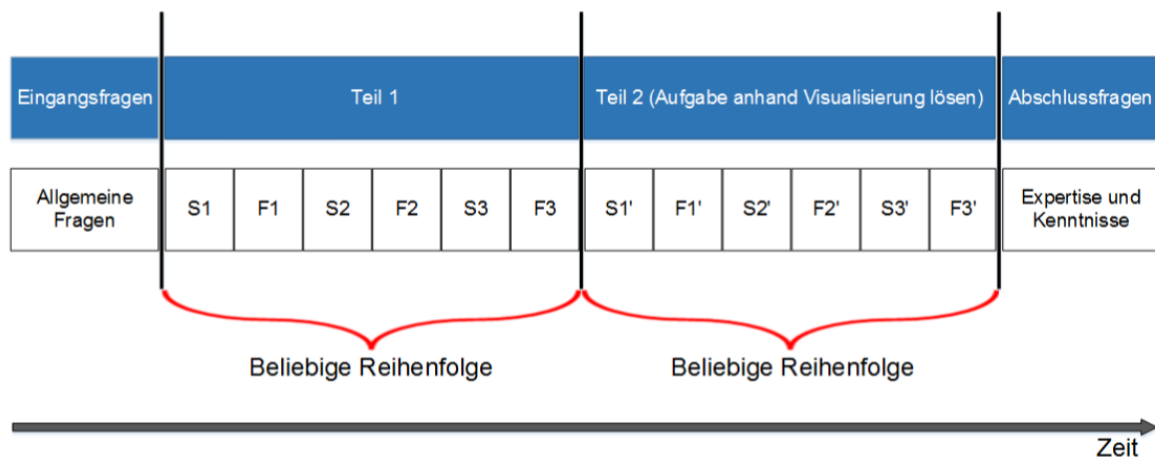 Eingangsfragen
Teil 1
Teil 2 (Aufgabe anhand Visualisierung lösen)
Abschlussfragen
Allgemeine
Fragen
S1
F1
S2
F2
S3
F3
S1'
F1'
S2'
F2'
S3'
F3'
Expertise und
Kenntnisse
Beliebige Reihenfolge
Beliebige Reihenfolge
Zeit